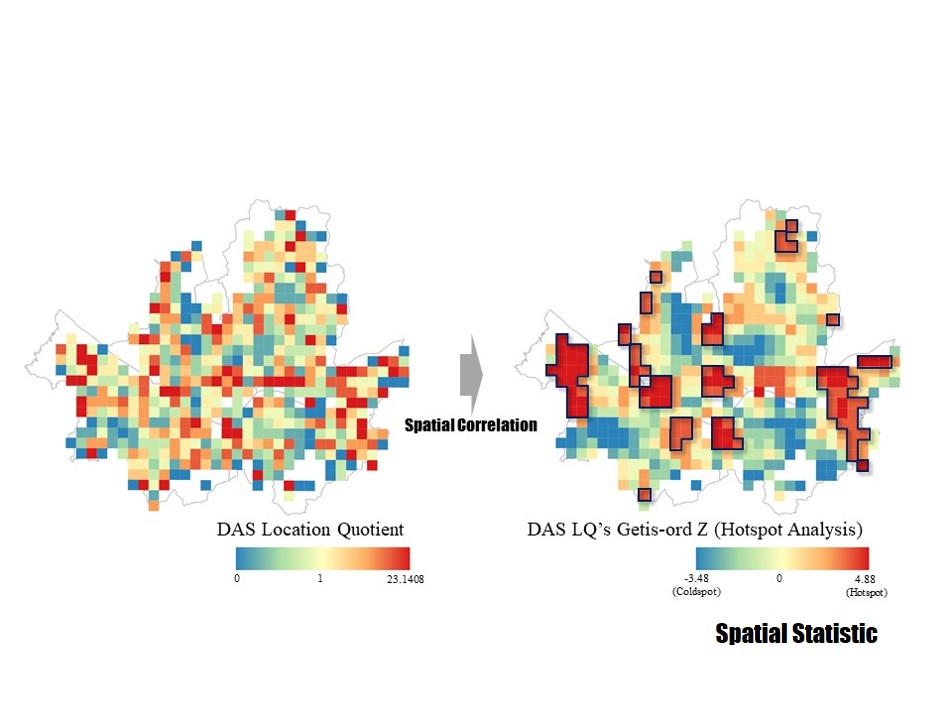 Spatial Correlation
DAS Location Quotient
0 1 23.1408
DAS LQ’s Getis-ord Z (Hotspot Analysis)
-3.48 0 4.88
(Coldspot) (Hotspot)
Spatial Statistic